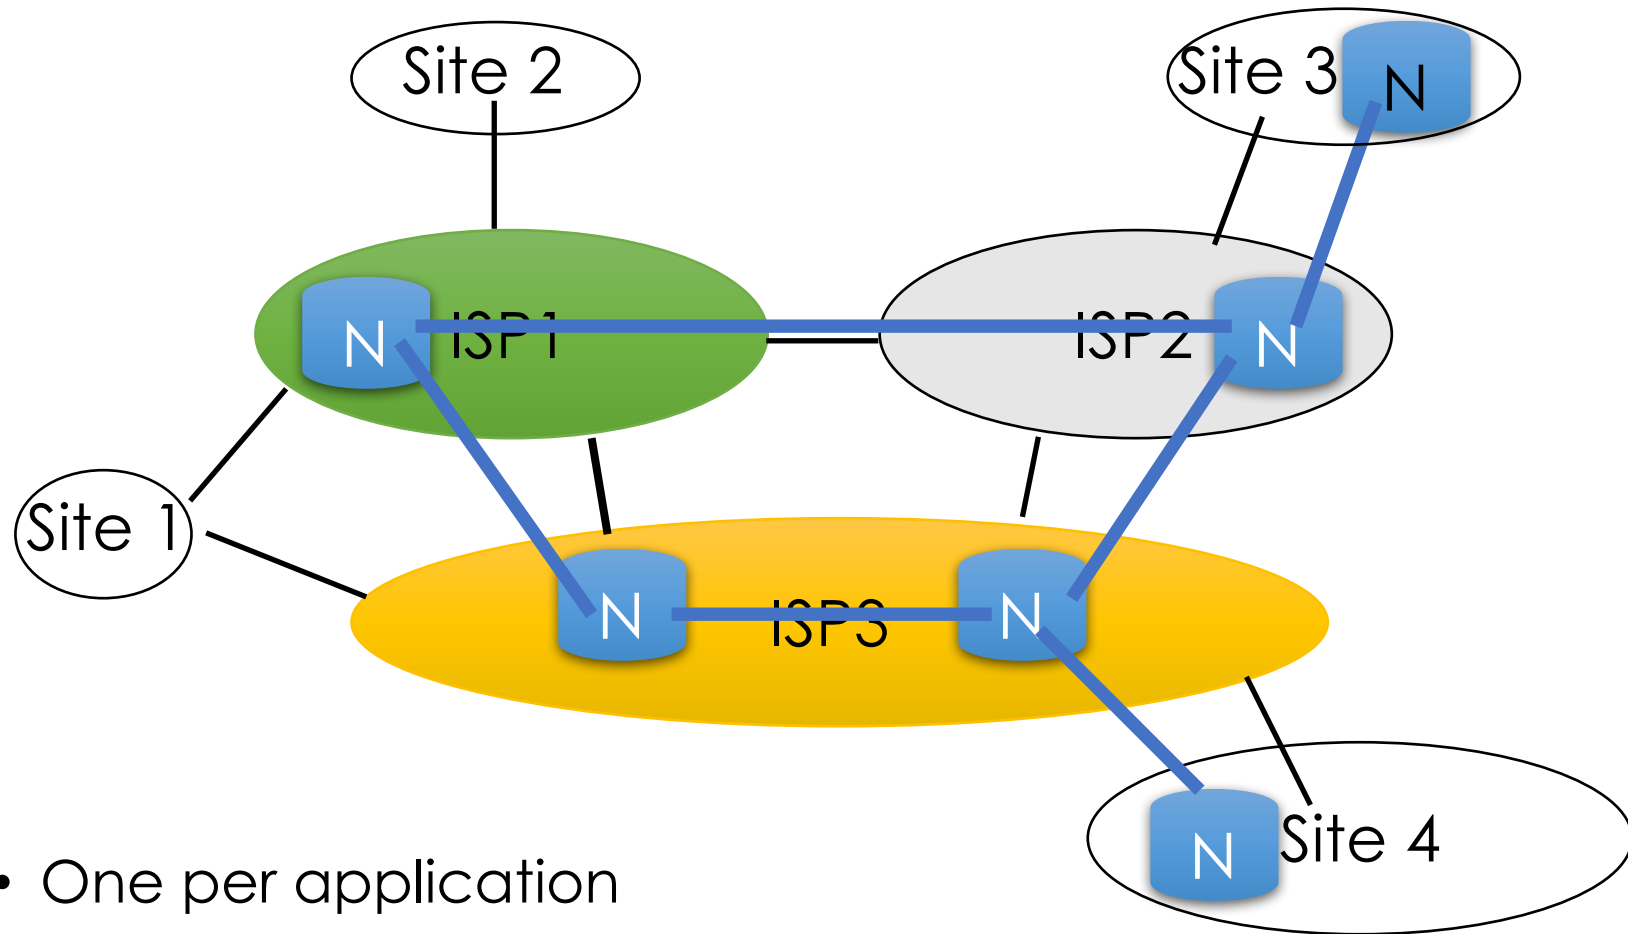 Site 2
Site 3
N
N
ISP1
ISP2
N
Site 1
N
ISP3
N
N
Site 4
• One per application